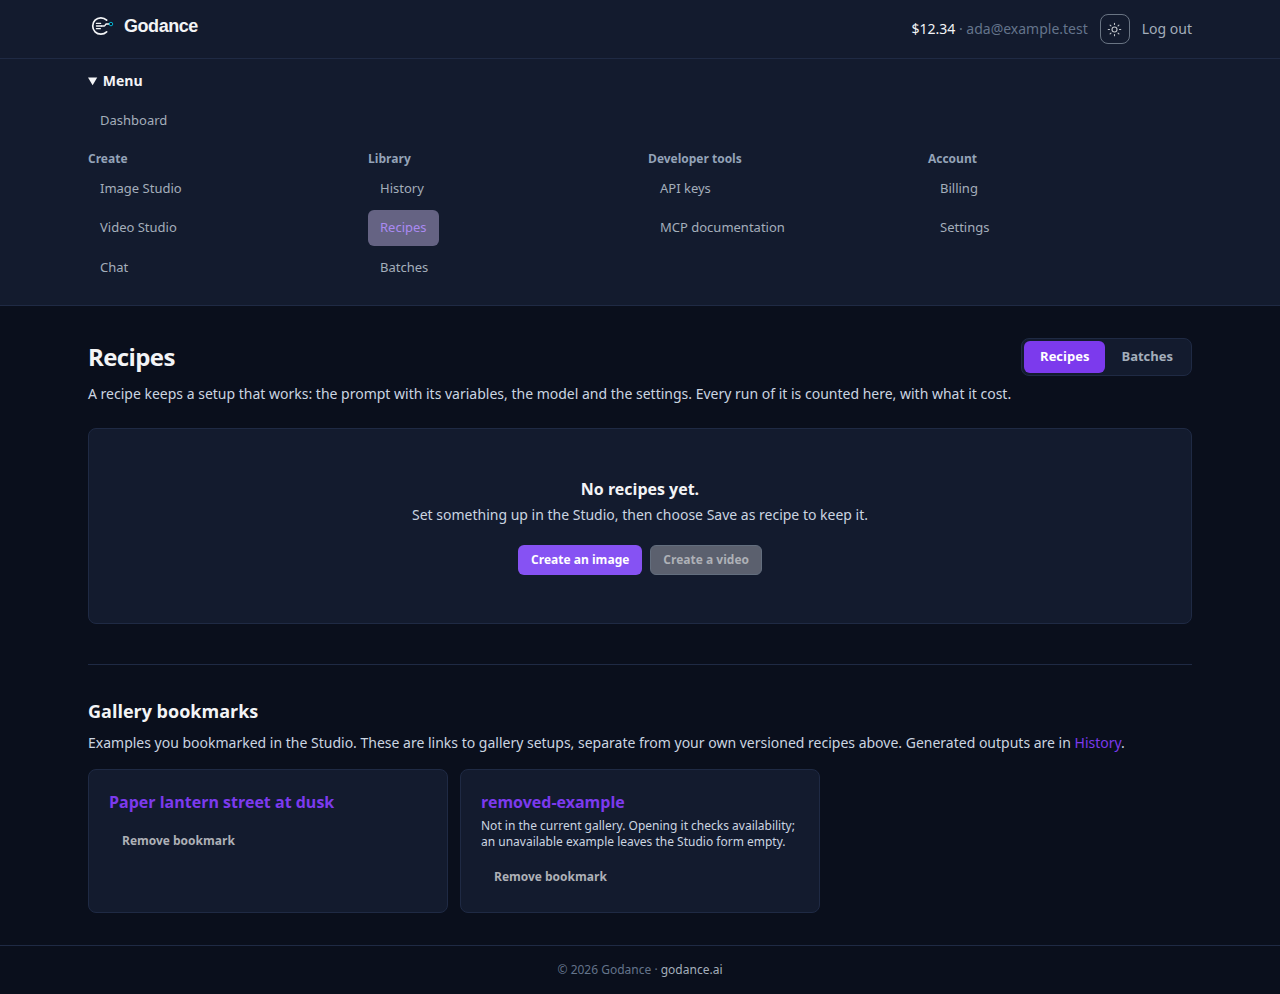 Godance
$12.34 · ada@example.test
Log out
Menu
Dashboard
Create
Image Studio
Video Studio
Chat
Library
History
Recipes
Batches
Developer tools
API keys
MCP documentation
Account
Billing
Settings
Recipes
Recipes
Batches
A recipe keeps a setup that works: the prompt with its variables, the model and the settings. Every run of it is counted here, with what it cost.
No recipes yet.
Set something up in the Studio, then choose Save as recipe to keep it.
Create an image
Create a video
Gallery bookmarks
Examples you bookmarked in the Studio. These are links to gallery setups, separate from your own versioned recipes above. Generated outputs are in History.
Paper lantern street at dusk
Remove bookmark
removed-example
Not in the current gallery. Opening it checks availability;
an unavailable example leaves the Studio form empty.
Remove bookmark
© 2026 Godance · godance.ai